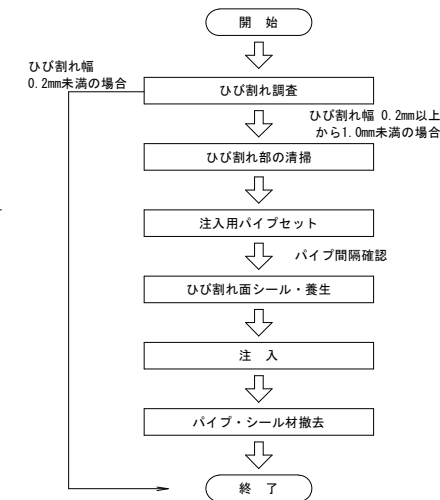 開　始
ひび割れ幅
0.2mm未満の場合
ひび割れ調査
ひび割れ幅 0.2mm以上
から1.0mm未満の場合
ひび割れ部の清掃
注入用パイプセット
パイプ間隔確認
ひび割れ面シール・養生
注　入
パイプ・シール材撤去
終　了